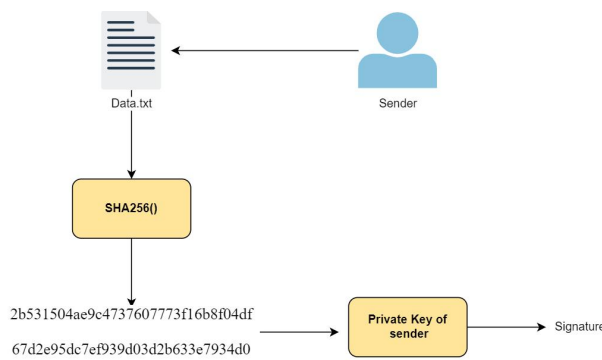 Data.txt
Sender
SHA256()
2b531504ae9c4737607773f16b8f04df
67d2e95dc7ef939d03d2b633e7934d0
Private Key of
sender
Signature